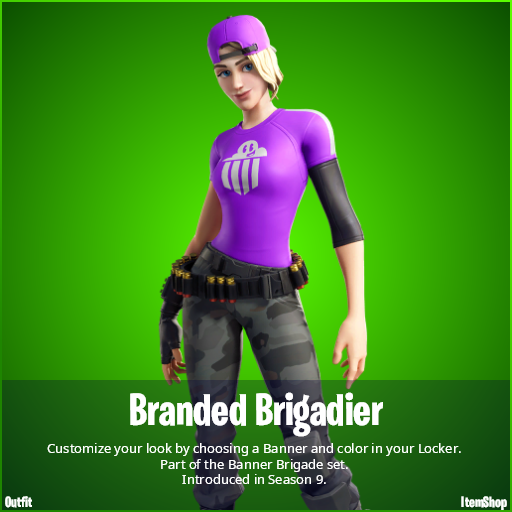 Branded Brigadier
Customize your look by choosing a Banner and color in your Locker.
Part of the Banner Brigade set.
Introduced in Season 9.
Outfit
ItemShop